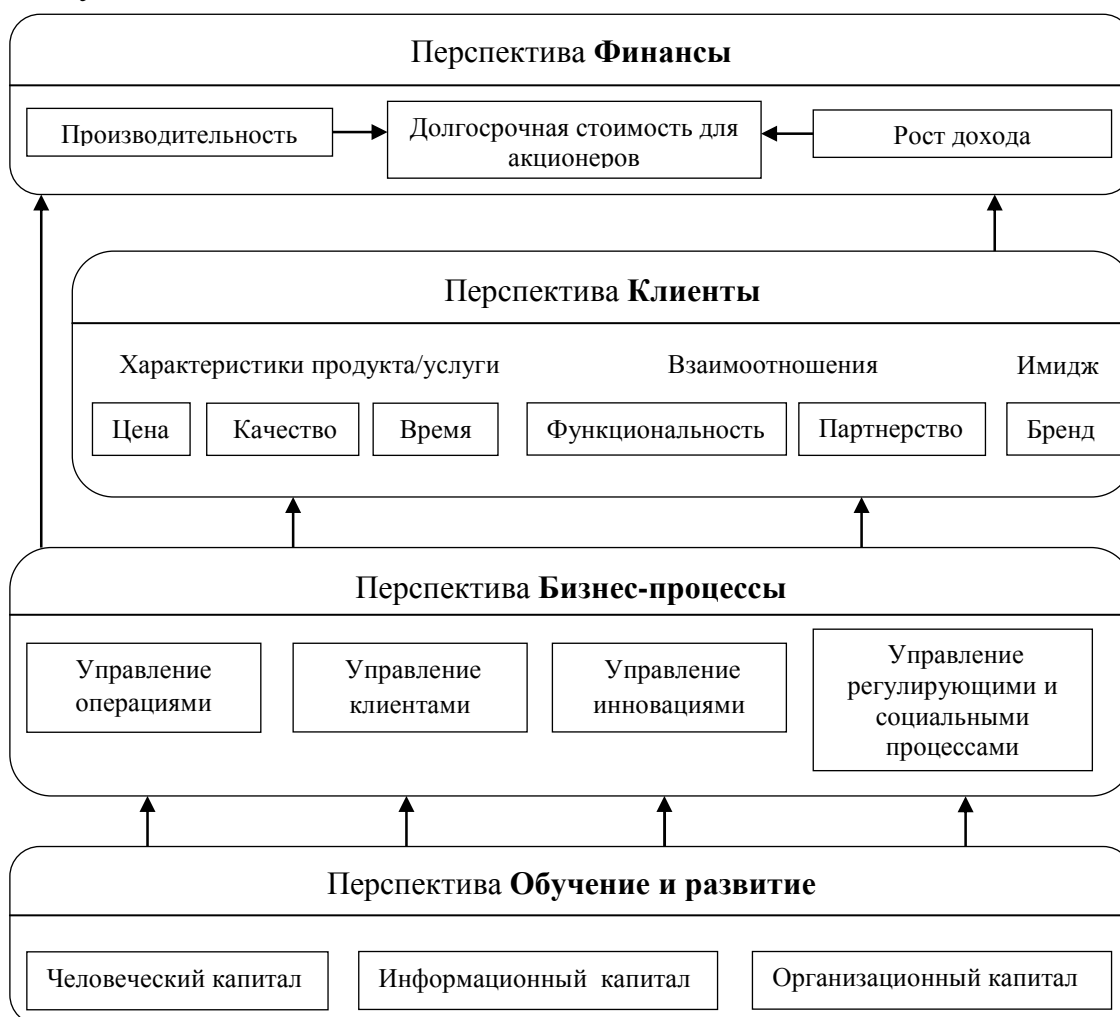 Перспектива Финансы
Производительность
Долгосрочная стоимость для
акционеров
Рост дохода
Перспектива Клиенты
Характеристики продукта/услуги
Взаимоотношения
Имидж
Цена
Качество
Время
Функциональность
Партнерство
Бренд
Перспектива Бизнес-процессы
Управление
операциями
Управление
клиентами
Управление
инновациями
Управление
регулирующими и
социальными
процессами
Перспектива Обучение и развитие
Человеческий капитал
Информационный капитал
Организационный капитал